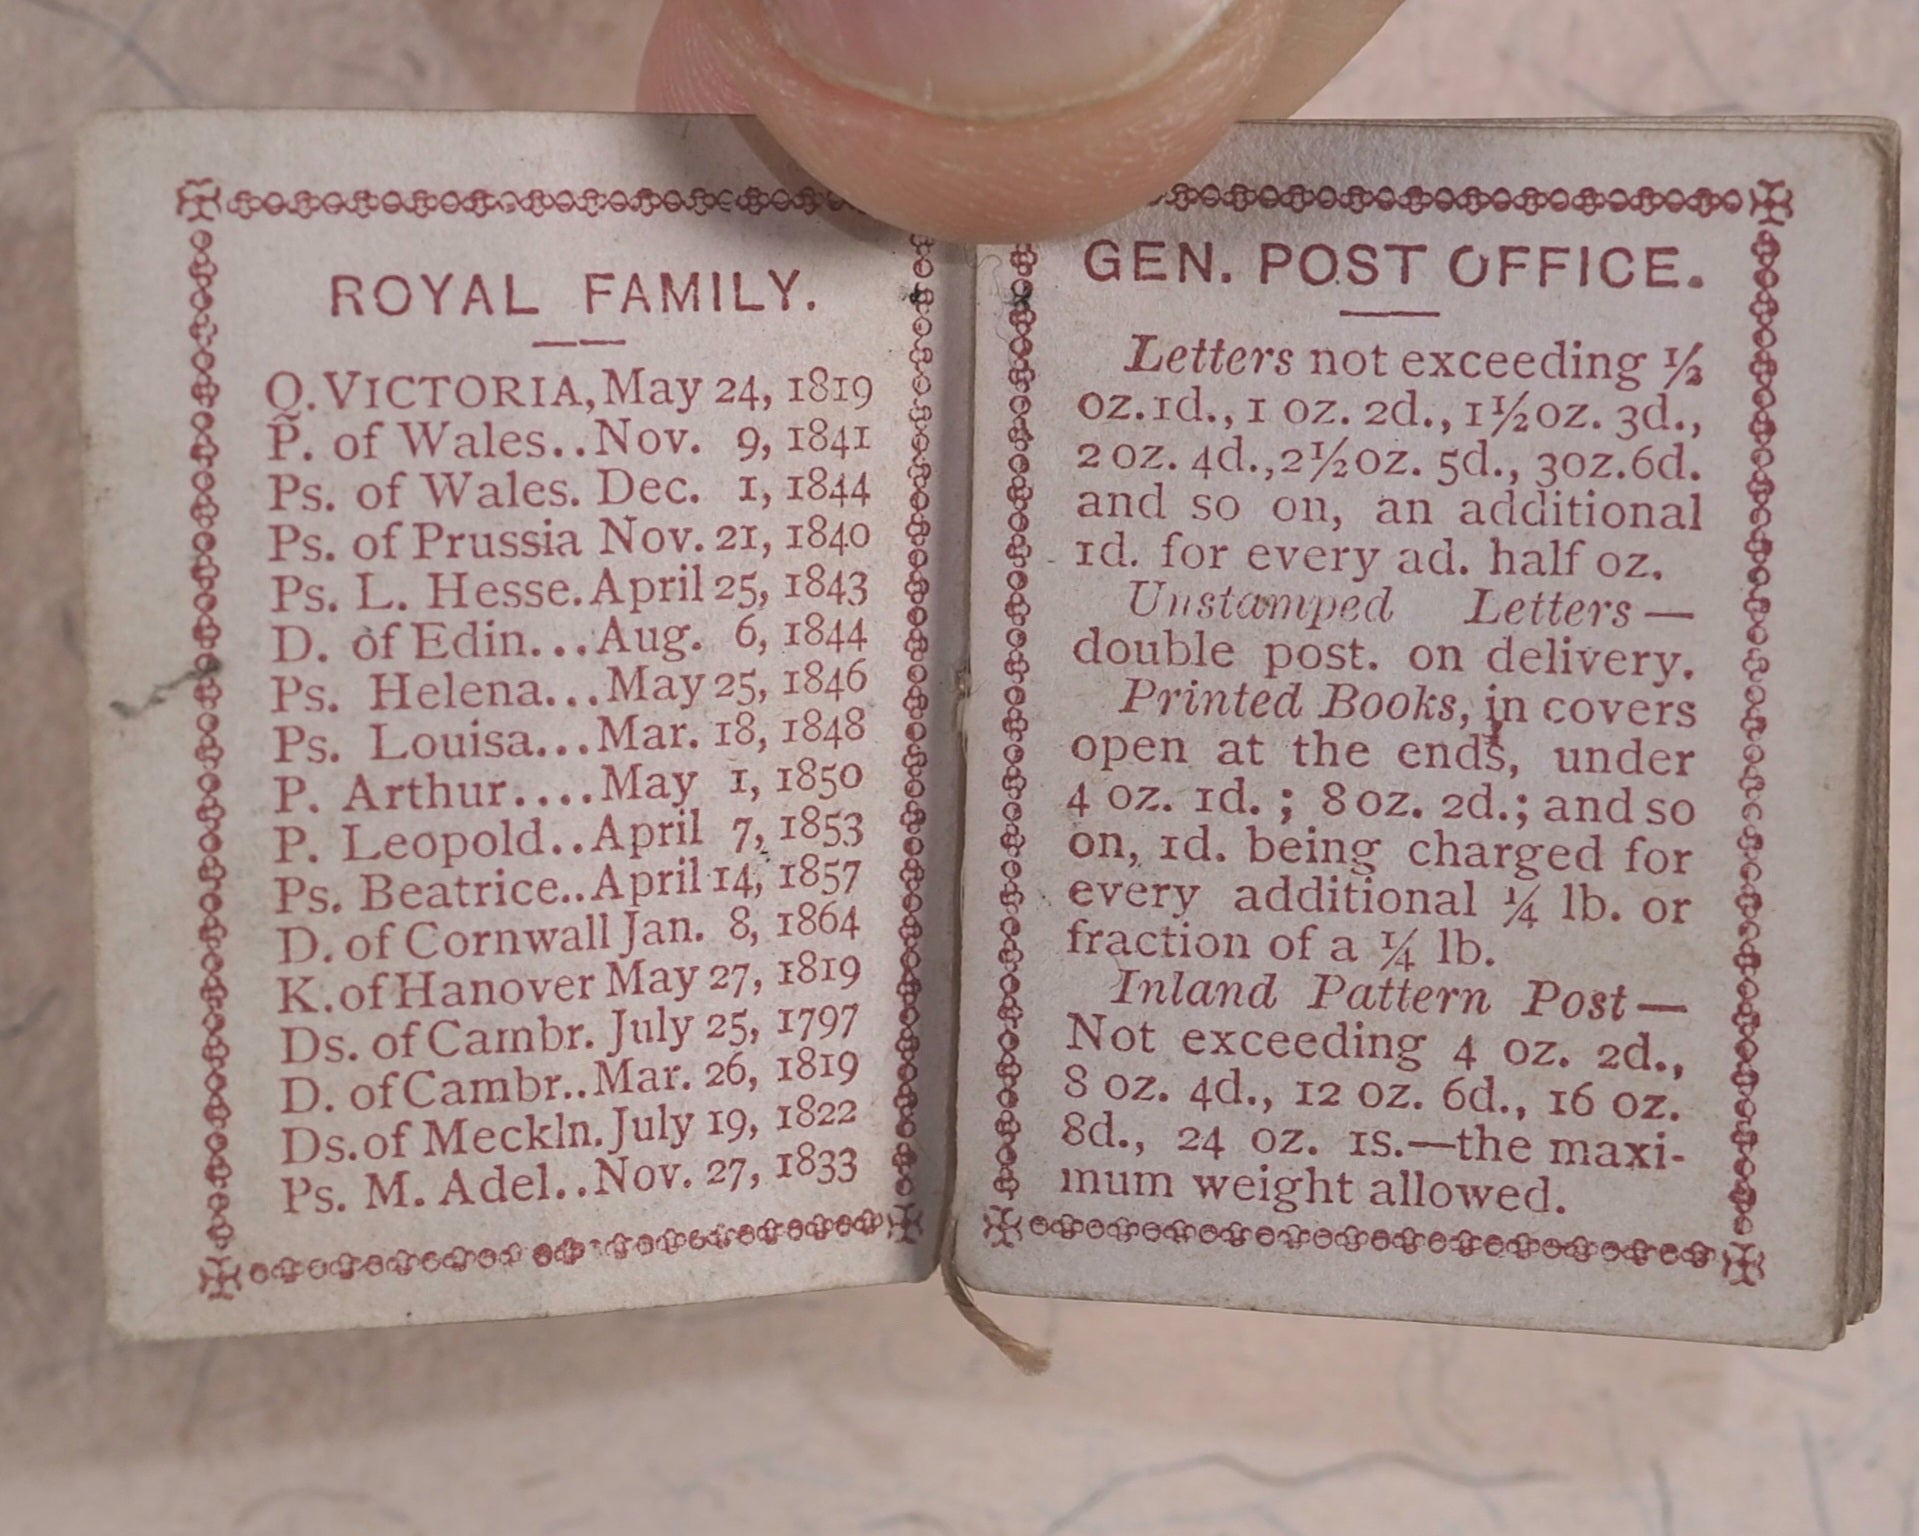 ROYAL FAMILY.
Q. VICTORIA, May 24, 1819
P. of Wales.. Nov. 9, 1841
Ps. of Wales. Dec. 1, 1844
Ps. of Prussia Nov. 21, 1840
Ps. L. Hesse. April 25, 1843
D. of Edin... Aug. 6, 1844
Ps. Helena... May 25, 1846
Ps. Louisa... Mar. 18, 1848
P. Arthur.... May 1, 1850
P. Leopold.. April 7, 1853
Ps. Beatrice.. April 14, 1857
D. of Cornwall Jan. 8, 1864
K. of Hanover May 27, 1819
Ds. of Cambr. July 25, 1797
D. of Cambr.. Mar. 26, 1819
Ds. of Meckln. July 19, 1822
Ps. M. Adel.. Nov. 27, 1833
GEN. POST OFFICE.
Letters not exceeding ½
oz. 1d., 1 oz. 2d., 1½ oz. 3d.,
2 oz. 4d., 2½ oz. 5d., 3 oz. 6d.
and so on, an additional
1d. for every ad. half oz.
Unstamped Letters—
double post. on delivery.
Printed Books, in covers
open at the ends, under
4 oz. 1d. ; 8 oz. 2d.; and so
on, 1d. being charged for
every additional ¼ lb. or
fraction of a ¼ lb.
Inland Pattern Post—
Not exceeding 4 oz. 2d.,
8 oz. 4d., 12 oz. 6d., 16 oz.
8d., 24 oz. 1s.—the maxi-
mum weight allowed.